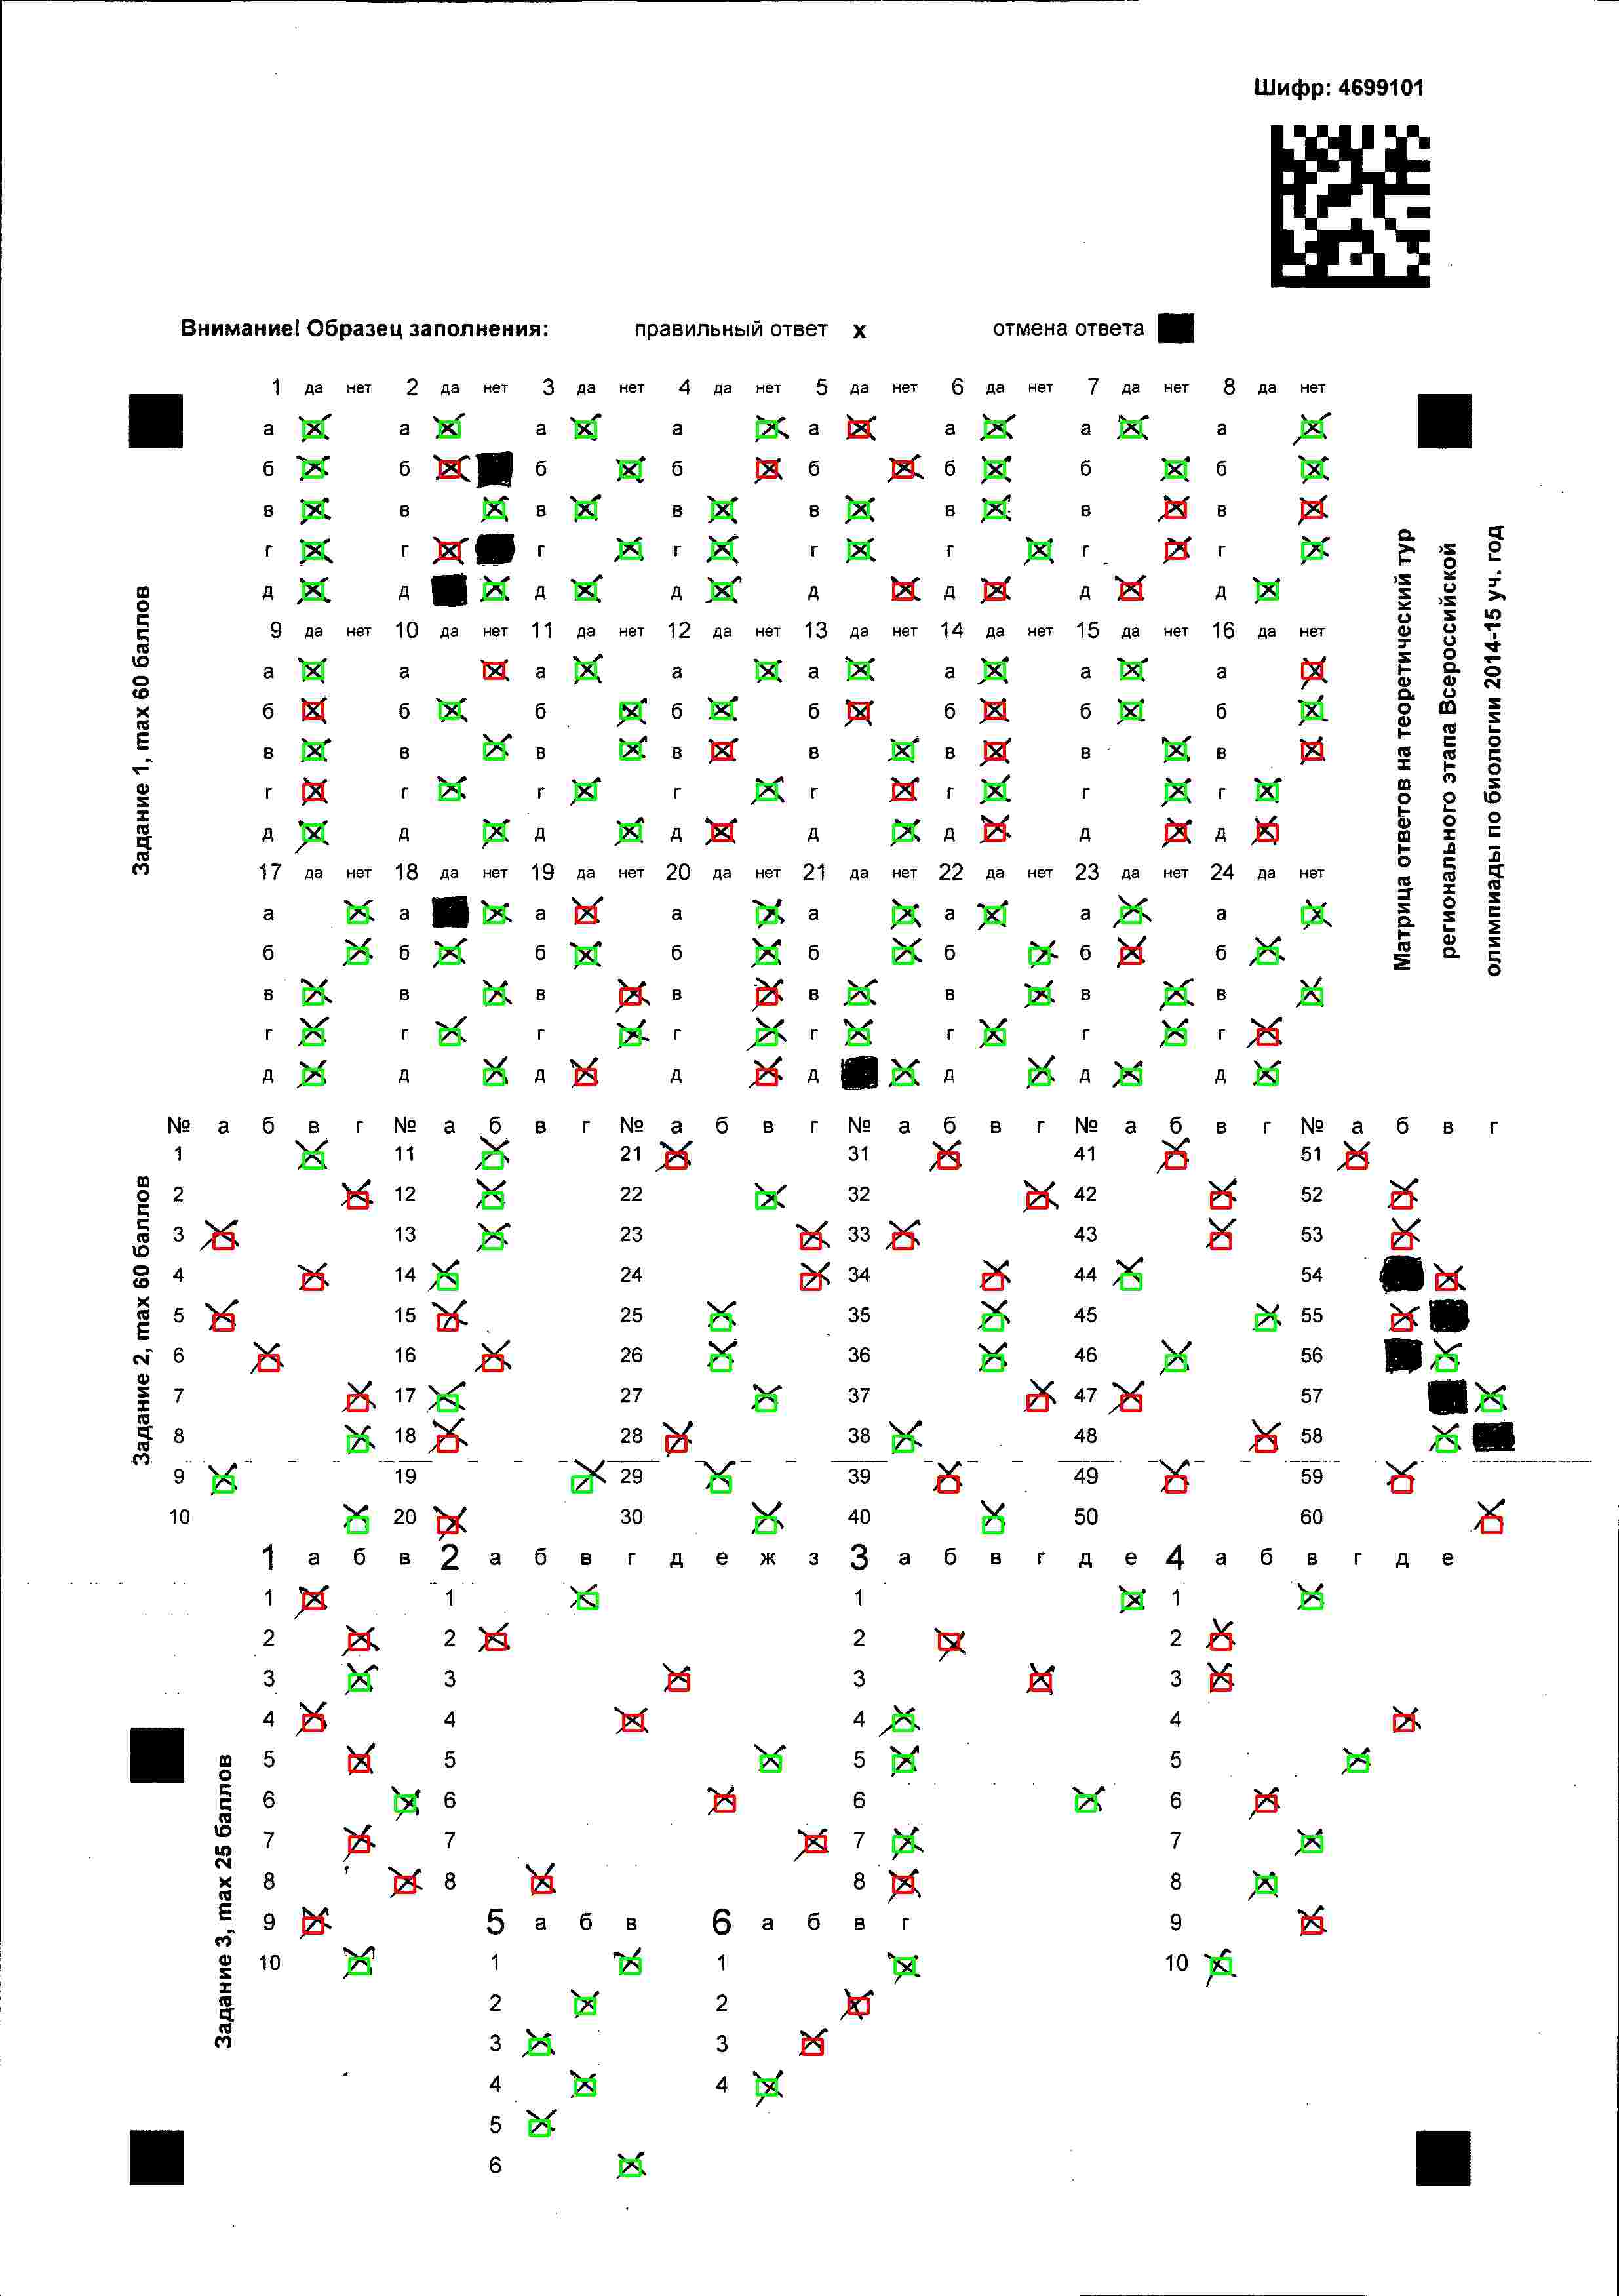 Шифр: 4699101
Внимание! Образец заполнения: правильный ответ х отмена ответа
1 да нет 2 да нет 3 да нет 4 да нет 5 да нет 6 да нет 7 да нет 8 да нет
а а а а а а а а
б б б б б б б б
в в в в в в в в
г г г г г г г г
д д д д д д д д
9 да нет 10 да нет 11 да нет 12 да нет 13 да нет 14 да нет 15 да нет 16 да нет
а а а а а а а а
б б б б б б б б
в в в в в в в в
г г г г г г г г
д д д д д д д д
17 да нет 18 да нет 19 да нет 20 да нет 21 да нет 22 да нет 23 да нет 24 да нет
а а а а а а а а
б б б б б б б б
в в в в в в в в
г г г г г г г г
д д д д д д д д
Задание 1, max 60 баллов
Матрица ответов на теоретический тур
регионального этапа Всероссийской
олимпиады по биологии 2014-15 уч. год
№ а б в г № а б в г № а б в г № а б в г № а б в г № а б в г
1 11 21 31 41 51
2 12 22 32 42 52
3 13 23 33 43 53
4 14 24 34 44 54
5 15 25 35 45 55
6 16 26 36 46 56
7 17 27 37 47 57
8 18 28 38 48 58
9 19 29 39 49 59
10 20 30 40 50 60
Задание 2, max 60 баллов
1 а б в 2 а б в г д е ж з 3 а б в г д е 4 а б в г д е
1 1 1 1
2 2 2 2
3 3 3 3
4 4 4 4
5 5 5 5
6 6 6 6
7 7 7 7
8 8 8 8
9 5 а б в 6 а б в г 9
10 1 1 10
2 2
3 3
4 4
5
6
Задание 3, max 25 баллов